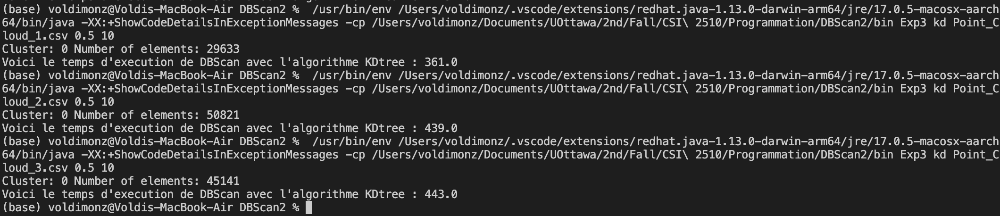 (base) voldimonz@Voldis-MacBook-Air DBScan2 %  /usr/bin/env /Users/voldimonz/.vscode/extensions/redhat.java-1.13.0-darwin-arm64/jre/17.0.5-macosx-aarch
64/bin/java -XX:+ShowCodeDetailsInExceptionMessages -cp /Users/voldimonz/Documents/UOttawa/2nd/Fall/CSI\ 2510/Programmation/DBScan2/bin Exp3 kd Point_C
loud_1.csv 0.5 10
Cluster: 0 Number of elements: 29633
Voici le temps d'execution de DBScan avec l'algorithme KDtree : 361.0
(base) voldimonz@Voldis-MacBook-Air DBScan2 %  /usr/bin/env /Users/voldimonz/.vscode/extensions/redhat.java-1.13.0-darwin-arm64/jre/17.0.5-macosx-aarch
64/bin/java -XX:+ShowCodeDetailsInExceptionMessages -cp /Users/voldimonz/Documents/UOttawa/2nd/Fall/CSI\ 2510/Programmation/DBScan2/bin Exp3 kd Point_C
loud_2.csv 0.5 10
Cluster: 0 Number of elements: 50821
Voici le temps d'execution de DBScan avec l'algorithme KDtree : 439.0
(base) voldimonz@Voldis-MacBook-Air DBScan2 %  /usr/bin/env /Users/voldimonz/.vscode/extensions/redhat.java-1.13.0-darwin-arm64/jre/17.0.5-macosx-aarch
64/bin/java -XX:+ShowCodeDetailsInExceptionMessages -cp /Users/voldimonz/Documents/UOttawa/2nd/Fall/CSI\ 2510/Programmation/DBScan2/bin Exp3 kd Point_C
loud_3.csv 0.5 10
Cluster: 0 Number of elements: 45141
Voici le temps d'execution de DBScan avec l'algorithme KDtree : 443.0
(base) voldimonz@Voldis-MacBook-Air DBScan2 %